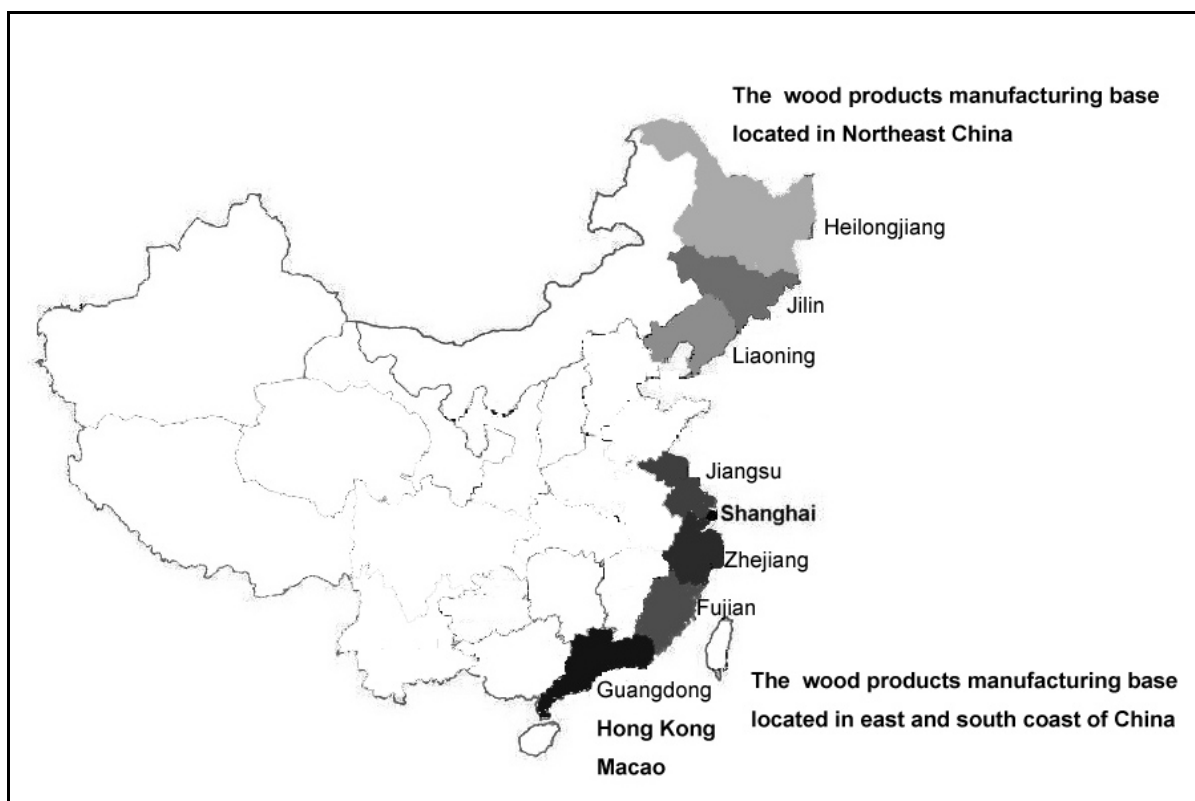 The wood products manufacturing base
located in Northeast China
Heilongjiang
Jilin
Liaoning
Jiangsu
Shanghai
Zhejiang
Fujian
Guangdong
Hong Kong
Macao
The wood products manufacturing base
located in east and south coast of China